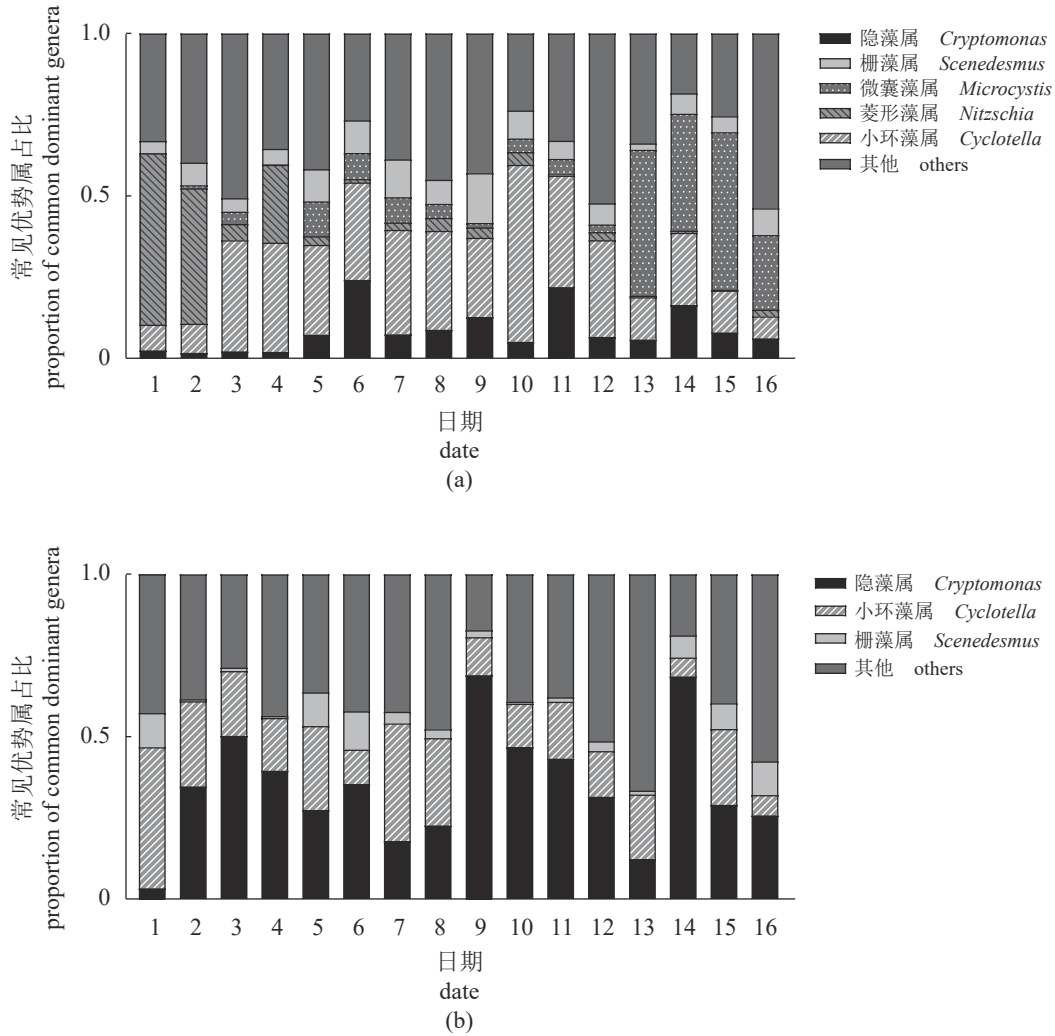 常见优势属占比
proportion of common dominant genera
1.0
0.5
0
1 2 3 4 5 6 7 8 9 10 11 12 13 14 15 16
日期
date
(a)
隐藻属 Cryptomonas
栅藻属 Scenedesmus
微囊藻属 Microcystis
菱形藻属 Nitzschia
小环藻属 Cyclotella
其他 others
常见优势属占比
proportion of common dominant genera
1.0
0.5
0
1 2 3 4 5 6 7 8 9 10 11 12 13 14 15 16
日期
date
(b)
隐藻属 Cryptomonas
小环藻属 Cyclotella
栅藻属 Scenedesmus
其他 others